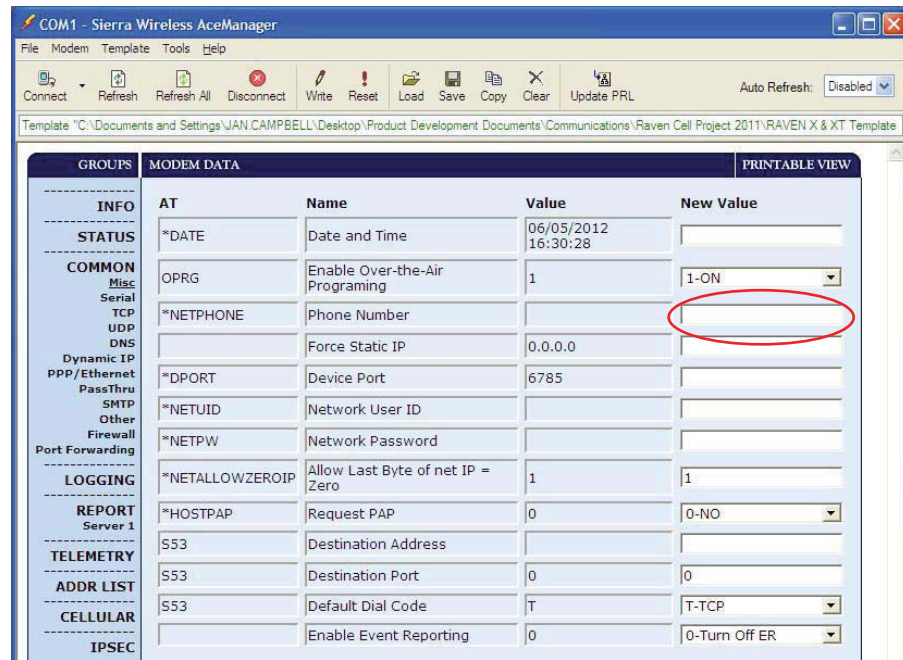 COM1 - Sierra Wireless AceManager
File Modem Template Tools Help
Connect Refresh Refresh All Disconnect Write Reset Load Save Copy Clear Update PRL Auto Refresh: Disabled
Template "C:\Documents and Settings\JAN.CAMPBELL\Desktop\Product Development Documents\Communications\Raven Cell Project 2011\RAVEN X & XT Template
GROUPS MODEM DATA PRINTABLE VIEW
INFO
STATUS
COMMON
Misc
Serial
TCP
UDP
DNS
Dynamic IP
PPP/Ethernet
PassThru
SMTP
Other
Firewall
Port Forwarding
LOGGING
REPORT
Server 1
TELEMETRY
ADDR LIST
CELLULAR
IPSEC
AT Name Value New Value
*DATE Date and Time 06/05/2012 16:30:28
OPRG Enable Over-the-Air Programing 1 1-ON
*NETPHONE Phone Number
Force Static IP 0.0.0.0
*DPORT Device Port 6785
*NETUID Network User ID
*NETPW Network Password
*NETALLOWZEROIP Allow Last Byte of net IP = Zero 1 1
*HOSTPAP Request PAP 0 0-NO
S53 Destination Address
S53 Destination Port 0 0
S53 Default Dial Code T T-TCP
Enable Event Reporting 0 0-Turn Off ER